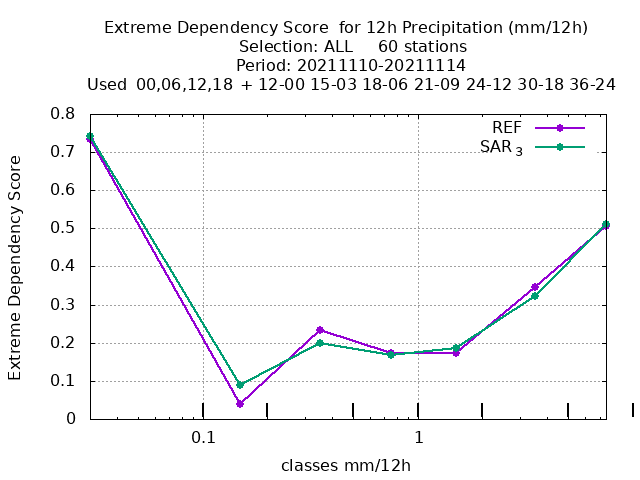 Extreme Dependency Score  for 12h Precipitation (mm/12h)
Selection: ALL     60 stations
Period: 20211110-20211114
Used  00,06,12,18  + 12-00 15-03 18-06 21-09 24-12 30-18 36-24
REF
SAR 3
0.8
0.7
0.6
0.5
0.4
0.3
0.2
0.1
0
Extreme Dependency Score
0.1
1
classes mm/12h